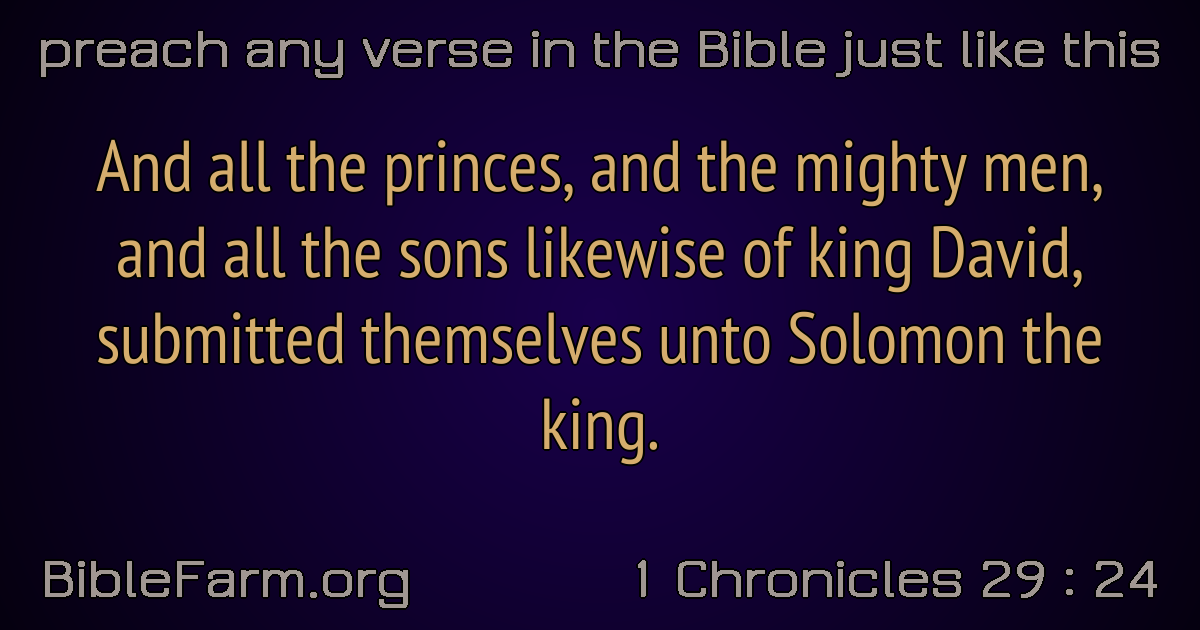 preach any verse in the Bible just like this
And all the princes, and the mighty men,
and all the sons likewise of king David,
submitted themselves unto Solomon the
king.
BibleFarm.org
1 Chronicles 29 : 24